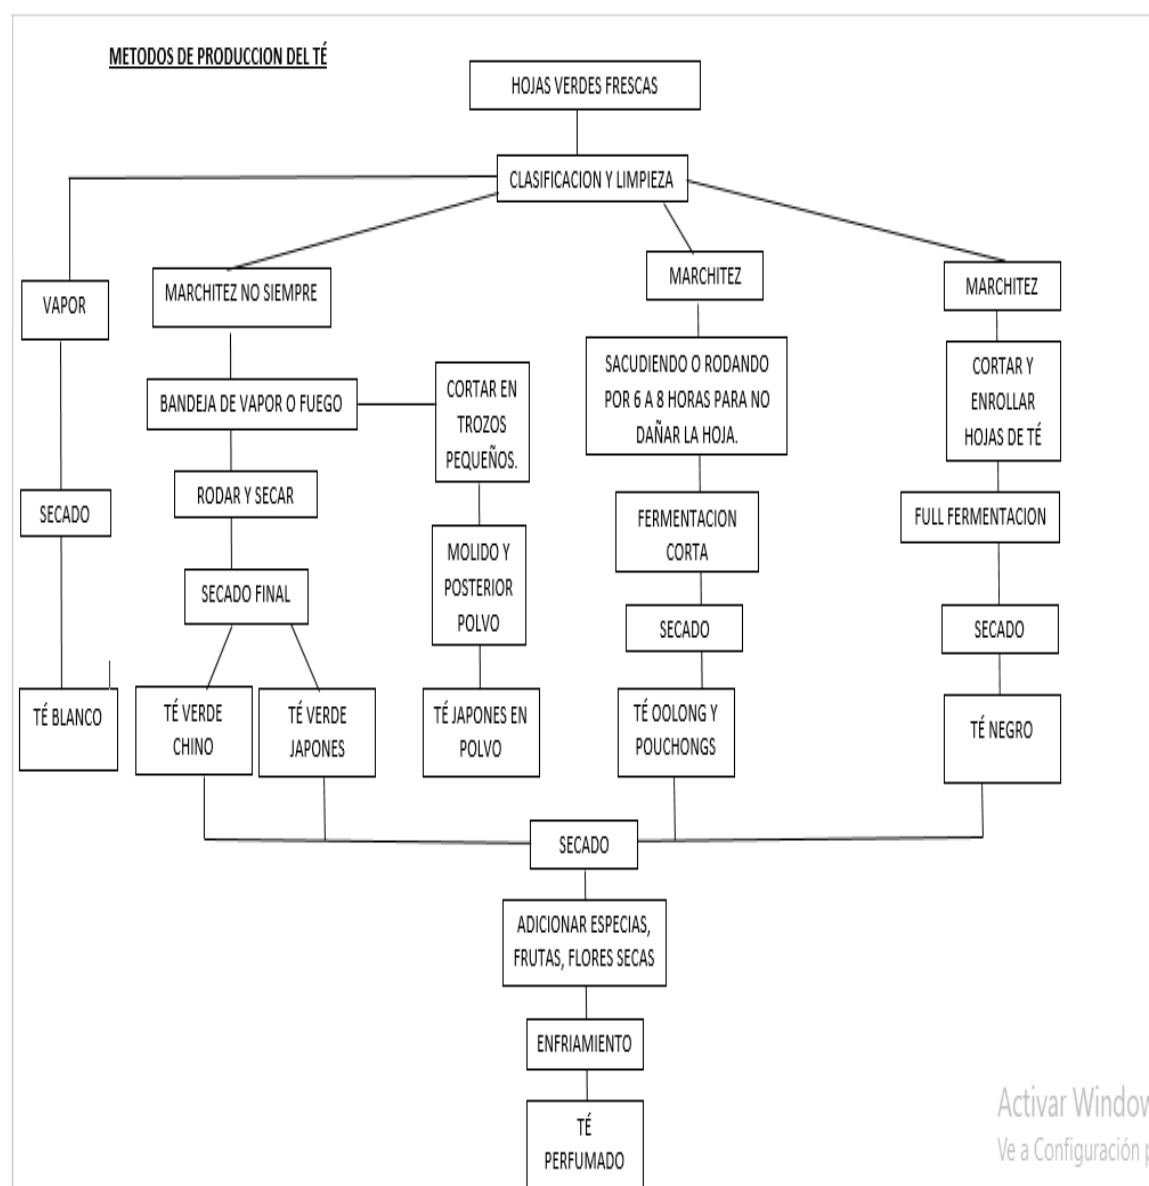 METODOS DE PRODUCCION DEL TÉ
HOJAS VERDES FRESCAS
CLASIFICACION Y LIMPIEZA
VAPOR
SECADO
TÉ BLANCO
MARCHITEZ NO SIEMPRE
BANDEJA DE VAPOR O FUEGO
RODAR Y SECAR
SECADO FINAL
TÉ VERDE
CHINO
TÉ VERDE
JAPONES
CORTAR EN
TROZOS
PEQUEÑOS.
MOLIDO Y
POSTERIOR
POLVO
TÉ JAPONES EN
POLVO
MARCHITEZ
SACUDIENDO O RODANDO
POR 6 A 8 HORAS PARA NO
DAÑAR LA HOJA.
FERMENTACION
CORTA
SECADO
TÉ OOLONG Y
POUCHONGS
MARCHITEZ
CORTAR Y
ENROLLAR
HOJAS DE TÉ
FULL FERMENTACION
SECADO
TÉ NEGRO
SECADO
ADICIONAR ESPECIAS,
FRUTAS, FLORES SECAS
ENFRIAMIENTO
TÉ
PERFUMADO
Activar Window
Ve a Configuración p